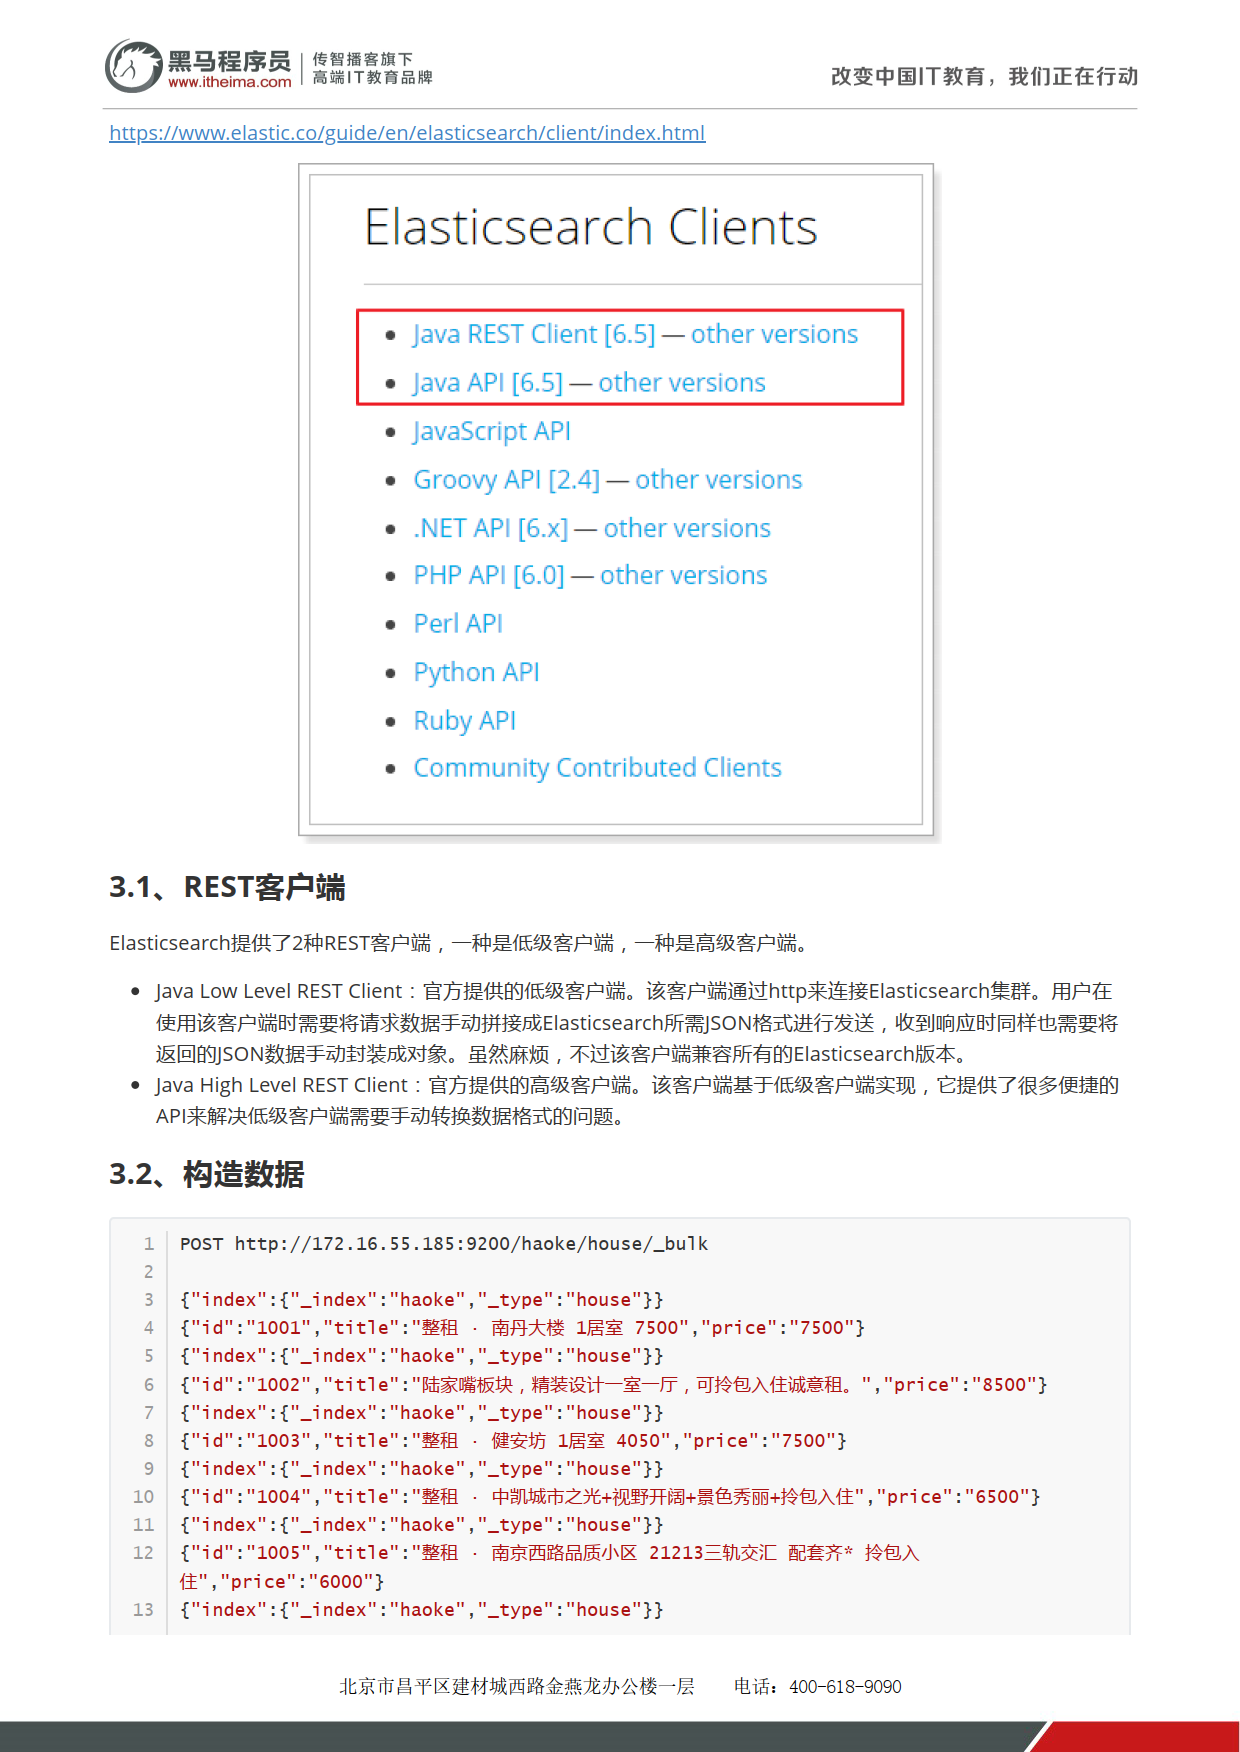 黑马程序员
www.itheima.com
传智播客旗下
高端IT教育品牌
改变中国IT教育，我们正在行动
https://www.elastic.co/guide/en/elasticsearch/client/index.html
Elasticsearch Clients
• Java REST Client [6.5] — other versions
• Java API [6.5] — other versions
• JavaScript API
• Groovy API [2.4] — other versions
• .NET API [6.x] — other versions
• PHP API [6.0] — other versions
• Perl API
• Python API
• Ruby API
• Community Contributed Clients
3.1、REST客户端
Elasticsearch提供了2种REST客户端，一种是低级客户端，一种是高级客户端。
• Java Low Level REST Client：官方提供的低级客户端。该客户端通过http来连接Elasticsearch集群。用户在
使用该客户端时需要将请求数据手动拼接成Elasticsearch所需JSON格式进行发送，收到响应时同样也需要将
返回的JSON数据手动封装成对象。虽然麻烦，不过该客户端兼容所有的Elasticsearch版本。
• Java High Level REST Client：官方提供的高级客户端。该客户端基于低级客户端实现，它提供了很多便捷的
API来解决低级客户端需要手动转换数据格式的问题。
3.2、构造数据
1 POST http://172.16.55.185:9200/haoke/house/_bulk
2
3 {"index":{"_index":"haoke","_type":"house"}}
4 {"id":"1001","title":"整租 · 南丹大楼 1居室 7500","price":"7500"}
5 {"index":{"_index":"haoke","_type":"house"}}
6 {"id":"1002","title":"陆家嘴板块，精装设计一室一厅，可拎包入住诚意租。","price":"8500"}
7 {"index":{"_index":"haoke","_type":"house"}}
8 {"id":"1003","title":"整租 · 健安坊 1居室 4050","price":"7500"}
9 {"index":{"_index":"haoke","_type":"house"}}
10 {"id":"1004","title":"整租 · 中凯城市之光+视野开阔+景色秀丽+拎包入住","price":"6500"}
11 {"index":{"_index":"haoke","_type":"house"}}
12 {"id":"1005","title":"整租 · 南京西路品质小区 21213三轨交汇 配套齐* 拎包入
住","price":"6000"}
13 {"index":{"_index":"haoke","_type":"house"}}
北京市昌平区建材城西路金燕龙办公楼一层 电话：400-618-9090